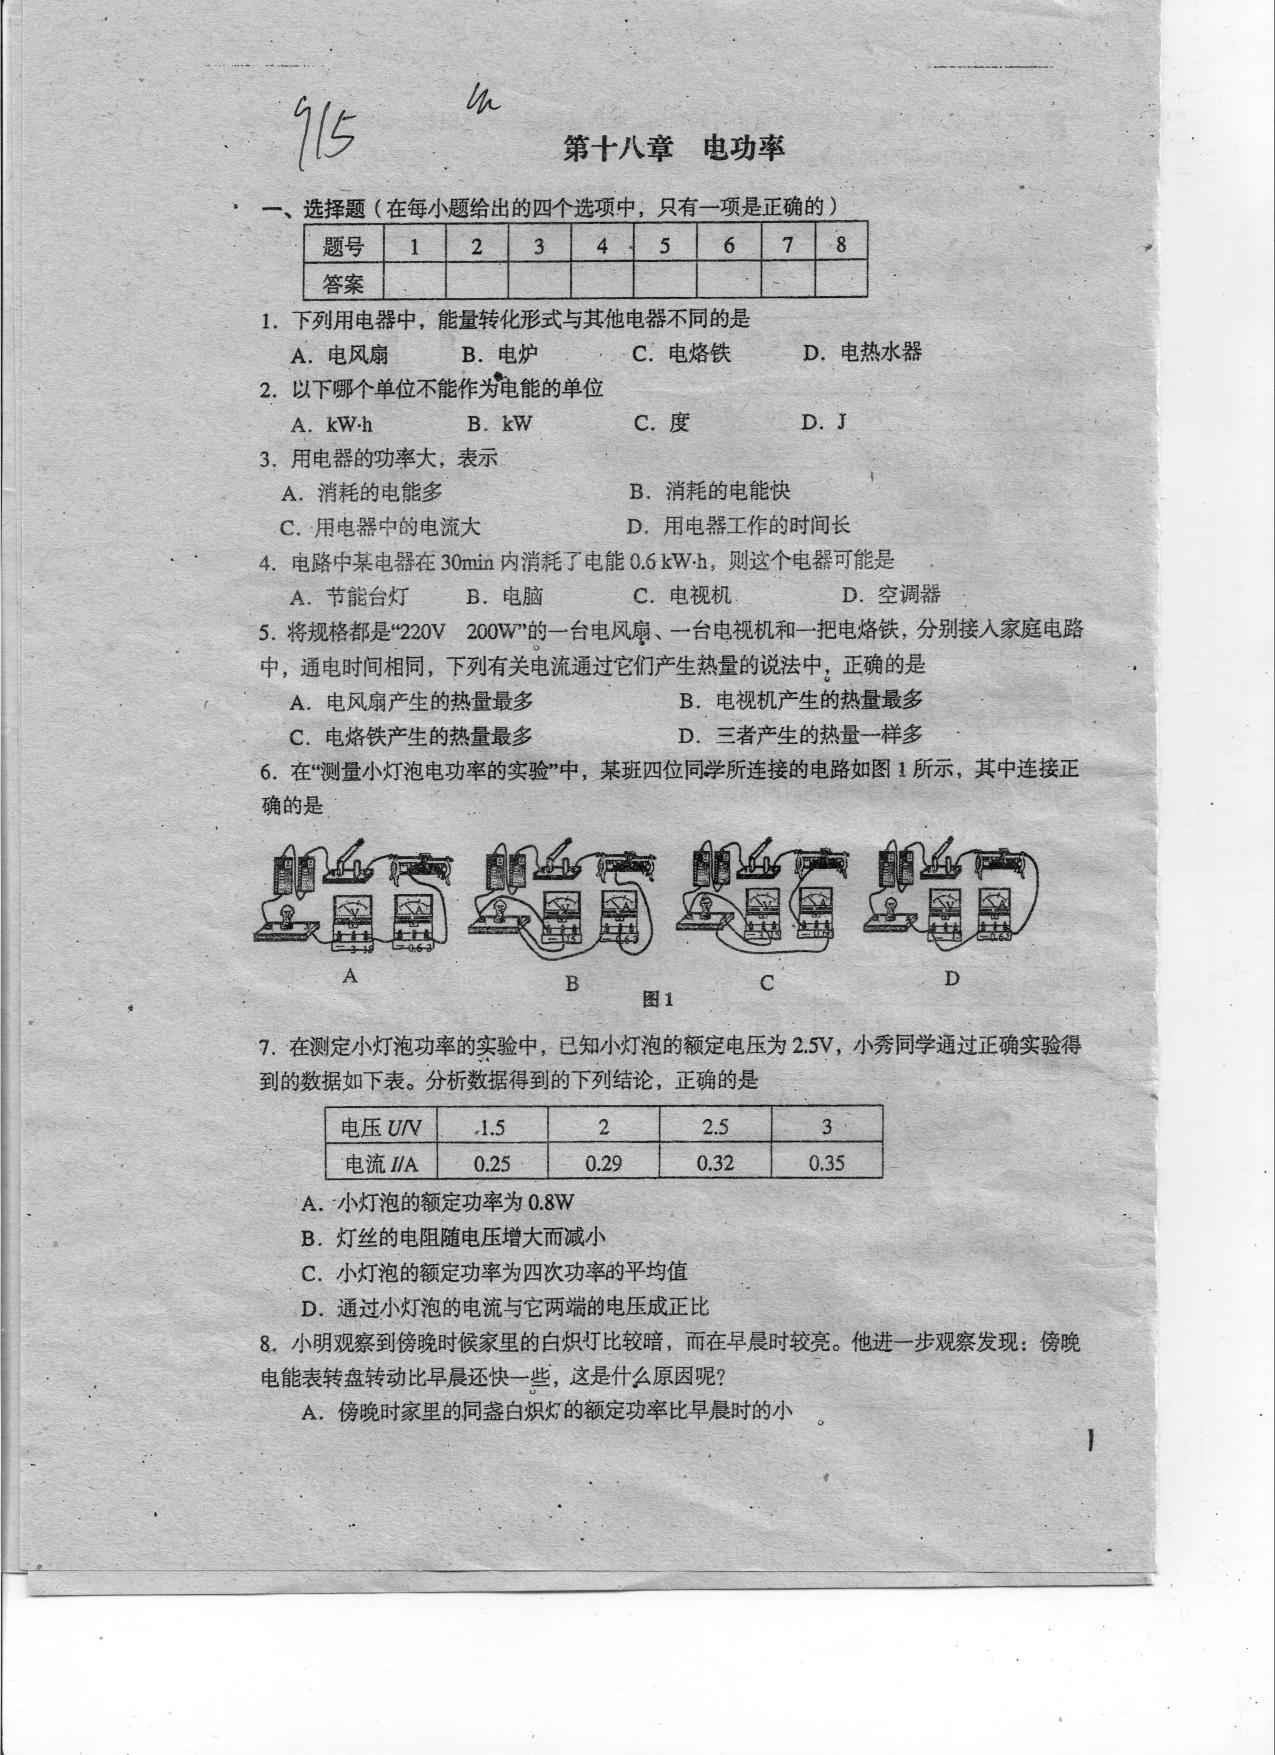 915
第十八章 电功率
一、选择题（在每小题给出的四个选项中，只有一项是正确的）
题号 1 2 3 4 5 6 7 8
答案
1．下列用电器中，能量转化形式与其他电器不同的是
A．电风扇 B．电炉 C．电烙铁 D．电热水器
2．以下哪个单位不能作为电能的单位
A．kW·h B．kW C．度 D．J
3．用电器的功率大，表示
A．消耗的电能多 B．消耗的电能快
C．用电器中的电流大 D．用电器工作的时间长
4．电路中某电器在 30min 内消耗了电能 0.6 kW·h，则这个电器可能是
A．节能台灯 B．电脑 C．电视机 D．空调器
5．将规格都是“220V 200W”的一台电风扇、一台电视机和一把电烙铁，分别接入家庭电路
中，通电时间相同，下列有关电流通过它们产生热量的说法中，正确的是
A．电风扇产生的热量最多 B．电视机产生的热量最多
C．电烙铁产生的热量最多 D．三者产生的热量一样多
6．在“测量小灯泡电功率的实验”中，某班四位同学所连接的电路如图 1 所示，其中连接正
确的是
A B C D
图 1
7．在测定小灯泡功率的实验中，已知小灯泡的额定电压为 2.5V，小秀同学通过正确实验得
到的数据如下表。分析数据得到的下列结论，正确的是
电压 U/V 1.5 2 2.5 3
电流 I/A 0.25 0.29 0.32 0.35
A．小灯泡的额定功率为 0.8W
B．灯丝的电阻随电压增大而减小
C．小灯泡的额定功率为四次功率的平均值
D．通过小灯泡的电流与它两端的电压成正比
8．小明观察到傍晚时候家里的白炽灯比较暗，而在早晨时较亮。他进一步观察发现：傍晚
电能表转盘转动比早晨还快一些，这是什么原因呢？
A．傍晚时家里的同盏白炽灯的额定功率比早晨时的小
1